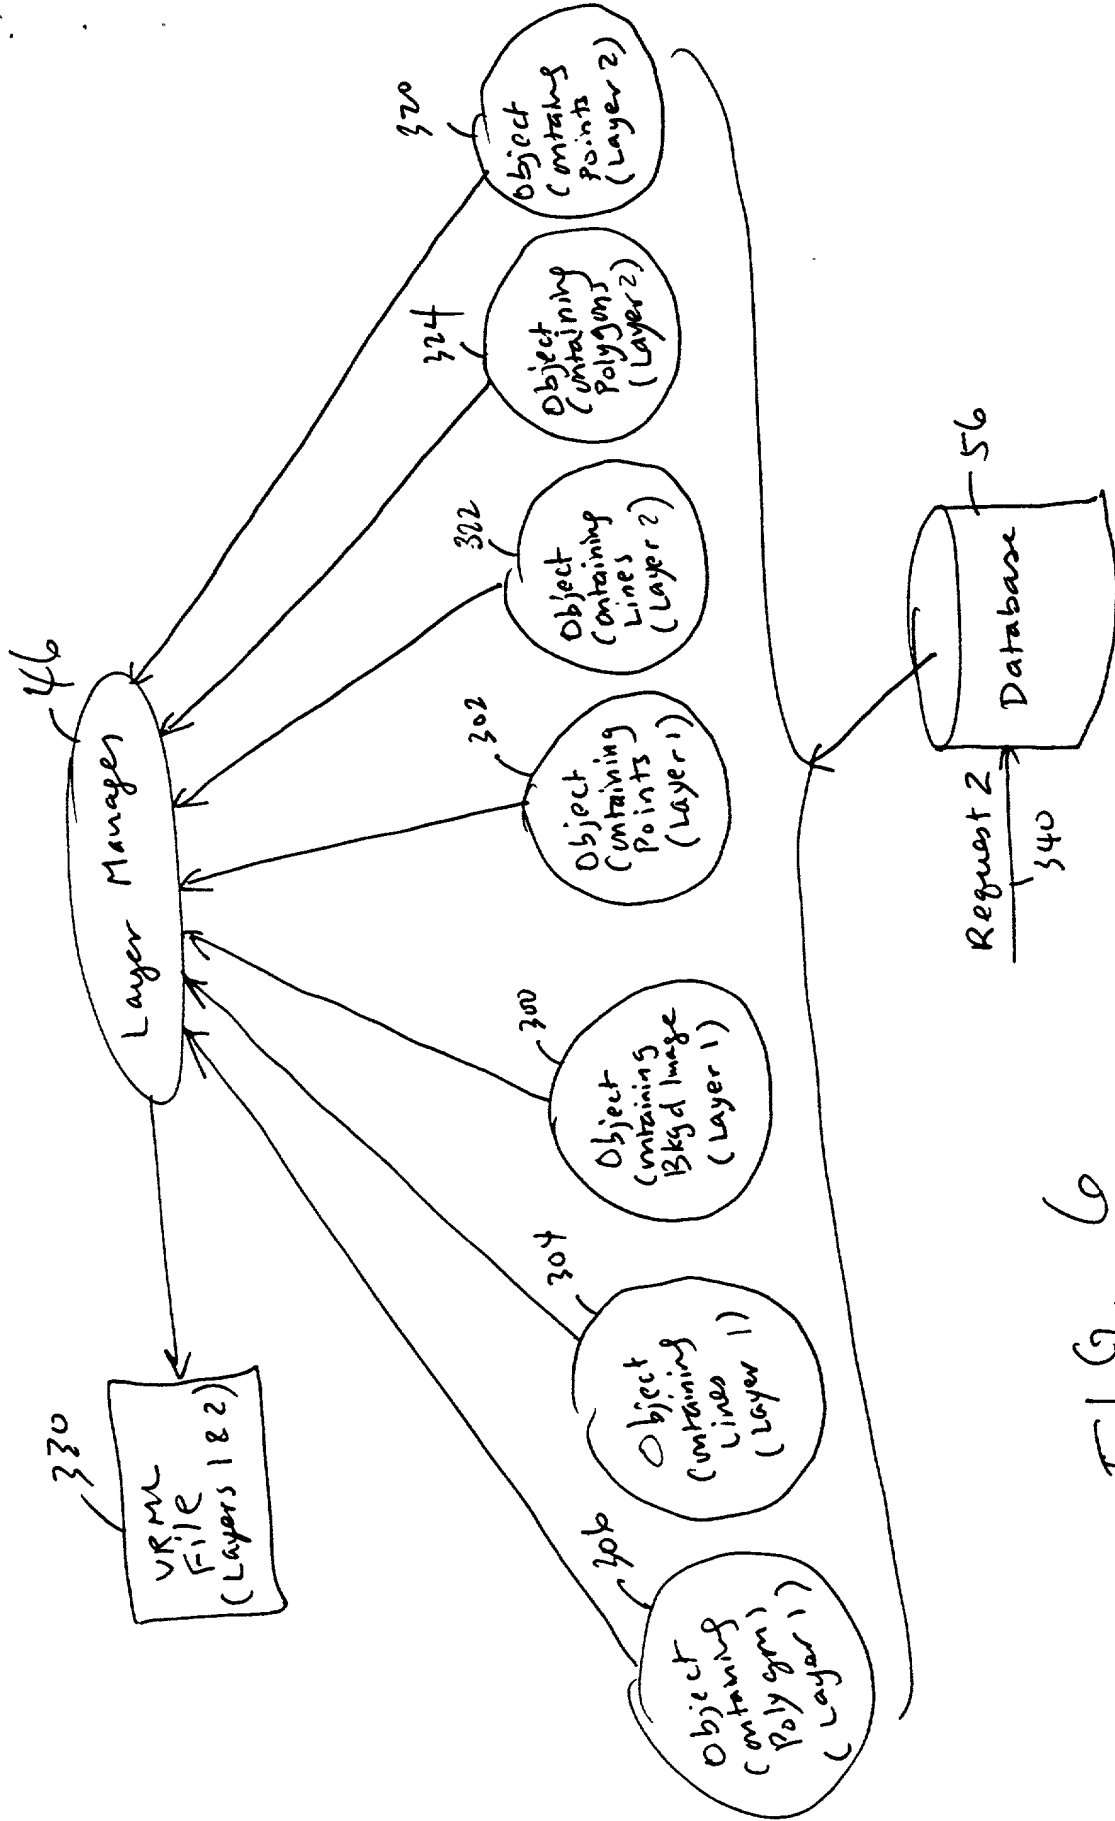 330
VRML
File
(Layers 1 & 2)
46
Layer Manager
306
Object
Containing
Polygons
(Layer 1)
304
Object
Containing
Lines
(Layer 1)
300
Object
Containing
Bkgd Image
(Layer 1)
302
Object
Containing
Points
(Layer 1)
322
Object
Containing
Lines
(Layer 2)
324
Object
Containing
Polygons
(Layer 2)
320
Object
Containing
Points
(Layer 2)
Request 2
340
Database
56
FIG. 6